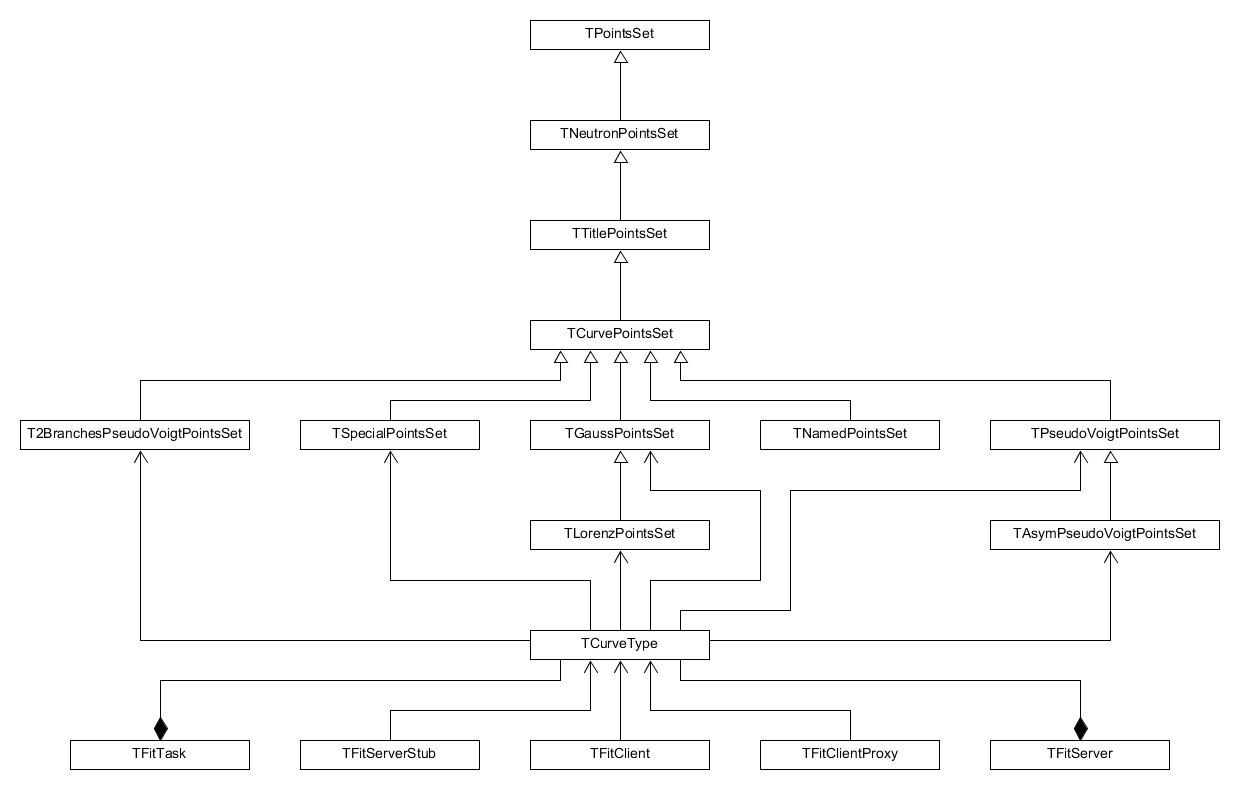 TPointsSet
TNeutronPointsSet
TTitlePointsSet
TCurvePointsSet
T2BranchesPseudoVoigtPointsSet
TSpecialPointsSet
TGaussPointsSet
TNamedPointsSet
TPseudoVoigtPointsSet
TLorenzPointsSet
TAsymPseudoVoigtPointsSet
TCurveType
TFitTask
TFitServerStub
TFitClient
TFitClientProxy
TFitServer